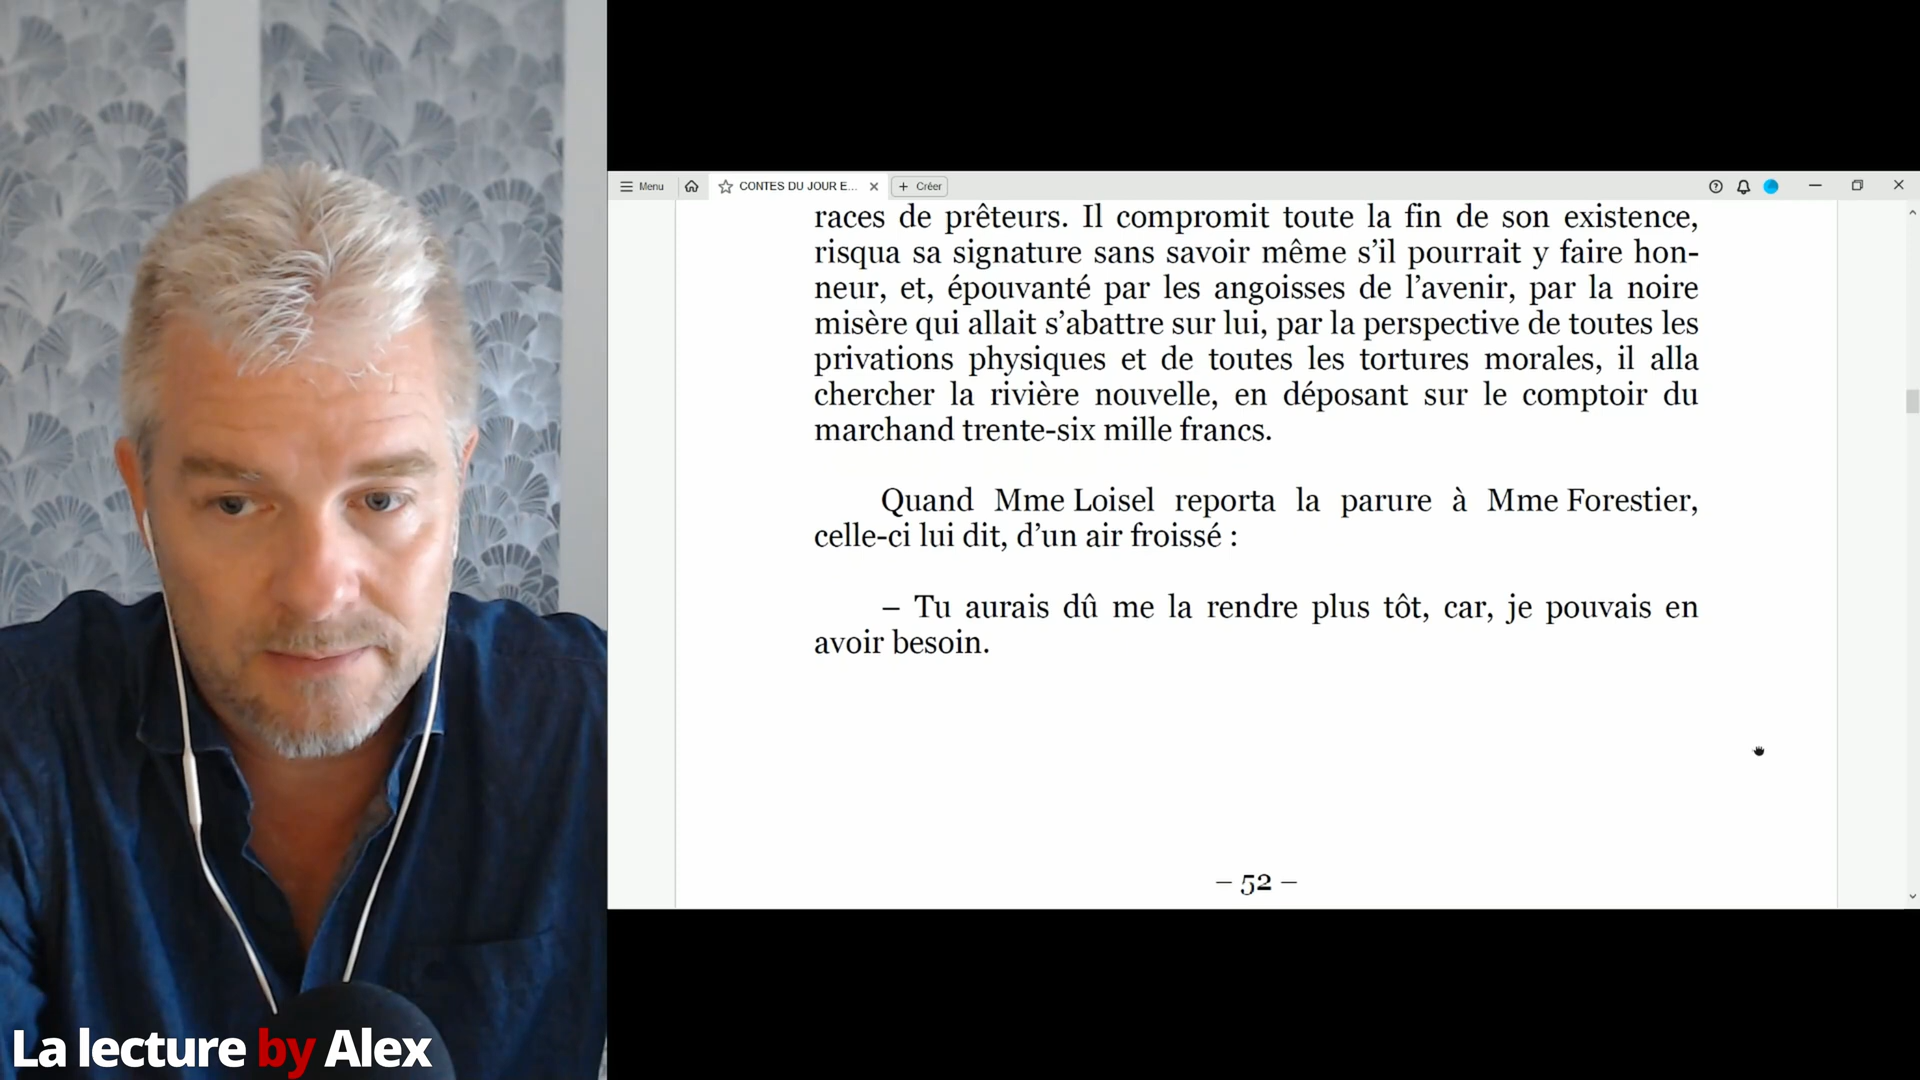 Menu
CONTES DU JOUR E...
Créer
races de prêteurs. Il compromit toute la fin de son existence,
risqua sa signature sans savoir même s’il pourrait y faire hon-
neur, et, épouvanté par les angoisses de l’avenir, par la noire
misère qui allait s’abattre sur lui, par la perspective de toutes les
privations physiques et de toutes les tortures morales, il alla
chercher la rivière nouvelle, en déposant sur le comptoir du
marchand trente-six mille francs.
Quand Mme Loisel reporta la parure à Mme Forestier,
celle-ci lui dit, d’un air froissé :
– Tu aurais dû me la rendre plus tôt, car, je pouvais en
avoir besoin.
– 52 –
La lecture by Alex